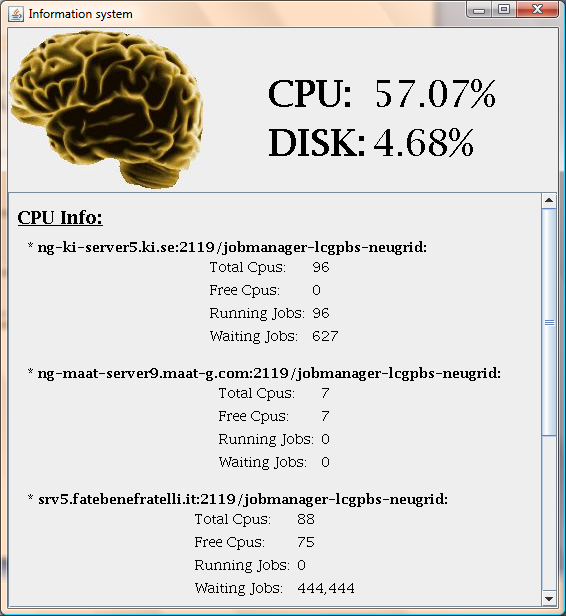 Information system
CPU: 57.07%
DISK: 4.68%
CPU Info:
* ng-ki-server5.ki.se:2119/jobmanager-lcgpbs-neugrid:
Total Cpus: 96
Free Cpus: 0
Running Jobs: 96
Waiting Jobs: 627
* ng-maat-server9.maat-g.com:2119/jobmanager-lcgpbs-neugrid:
Total Cpus: 7
Free Cpus: 7
Running Jobs: 0
Waiting Jobs: 0
* srv5.fatebenefratelli.it:2119/jobmanager-lcgpbs-neugrid:
Total Cpus: 88
Free Cpus: 75
Running Jobs: 0
Waiting Jobs: 444,444